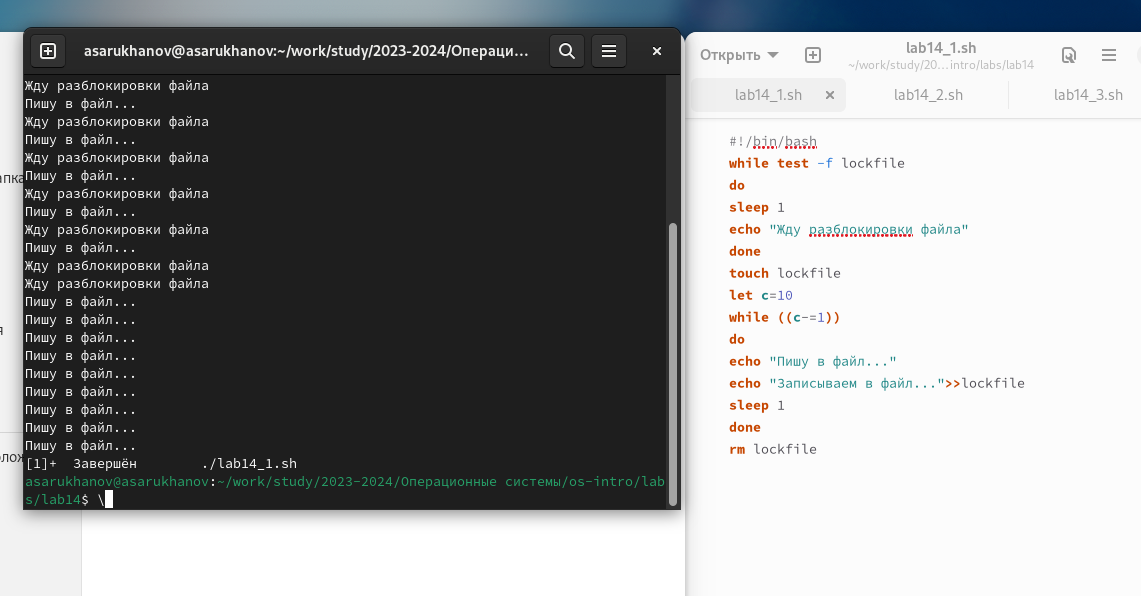 asarukhanov@asarukhanov:~/work/study/2023-2024/Операци...
Жду разблокировки файла
Пишу в файл...
Жду разблокировки файла
Пишу в файл...
Жду разблокировки файла
Пишу в файл...
Жду разблокировки файла
Пишу в файл...
Жду разблокировки файла
Пишу в файл...
Жду разблокировки файла
Жду разблокировки файла
Пишу в файл...
Пишу в файл...
Пишу в файл...
Пишу в файл...
Пишу в файл...
Пишу в файл...
Пишу в файл...
Пишу в файл...
Пишу в файл...
[1]+  Завершён        ./lab14_1.sh
asarukhanov@asarukhanov:~/work/study/2023-2024/Операционные системы/os-intro/lab
s/lab14$ \
Открыть
lab14_1.sh
~/work/study/20...intro/labs/lab14
lab14_1.sh
lab14_2.sh
lab14_3.sh
#!/bin/bash
while test -f lockfile
do
sleep 1
echo "Жду разблокировки файла"
done
touch lockfile
let c=10
while ((c-=1))
do
echo "Пишу в файл..."
echo "Записываем в файл...">>lockfile
sleep 1
done
rm lockfile